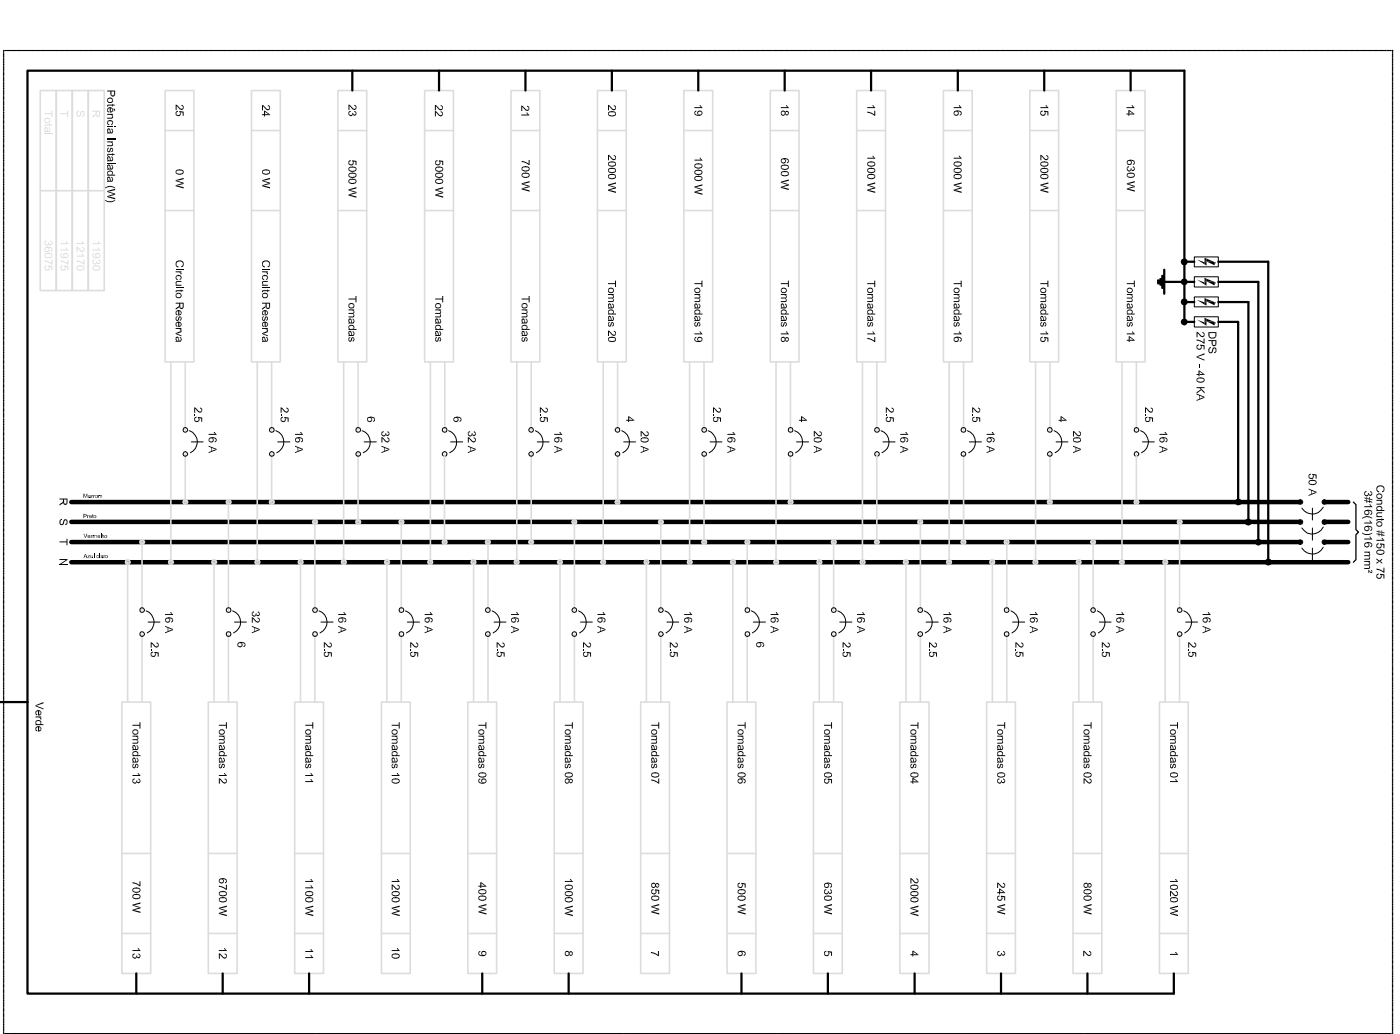 Conduto #150 x 75
3#16(16)16 mm²
50 A
DPS
275 V - 40 KA
1
1020 W
Tomadas 01
2.5
16 A
2
800 W
Tomadas 02
2.5
16 A
3
245 W
Tomadas 03
2.5
16 A
4
2000 W
Tomadas 04
2.5
16 A
5
630 W
Tomadas 05
2.5
16 A
6
500 W
Tomadas 06
6
16 A
7
850 W
Tomadas 07
2.5
16 A
8
1000 W
Tomadas 08
2.5
16 A
9
400 W
Tomadas 09
2.5
16 A
10
1200 W
Tomadas 10
2.5
16 A
11
1100 W
Tomadas 11
2.5
16 A
12
6700 W
Tomadas 12
6
32 A
13
700 W
Tomadas 13
2.5
16 A
14
630 W
Tomadas 14
2.5
16 A
15
2000 W
Tomadas 15
4
20 A
16
1000 W
Tomadas 16
2.5
16 A
17
1000 W
Tomadas 17
2.5
16 A
18
600 W
Tomadas 18
4
20 A
19
1000 W
Tomadas 19
2.5
16 A
20
2000 W
Tomadas 20
4
20 A
21
700 W
Tomadas
2.5
16 A
22
5000 W
Tomadas
6
32 A
23
5000 W
Tomadas
6
32 A
24
0 W
Circuito Reserva
2.5
16 A
25
0 W
Circuito Reserva
2.5
16 A
R
Marrom
S
Preto
T
Vermelho
N
Azul claro
Verde
Potência Instalada (W)
R 11930
S 12170
T 11975
Total 36075